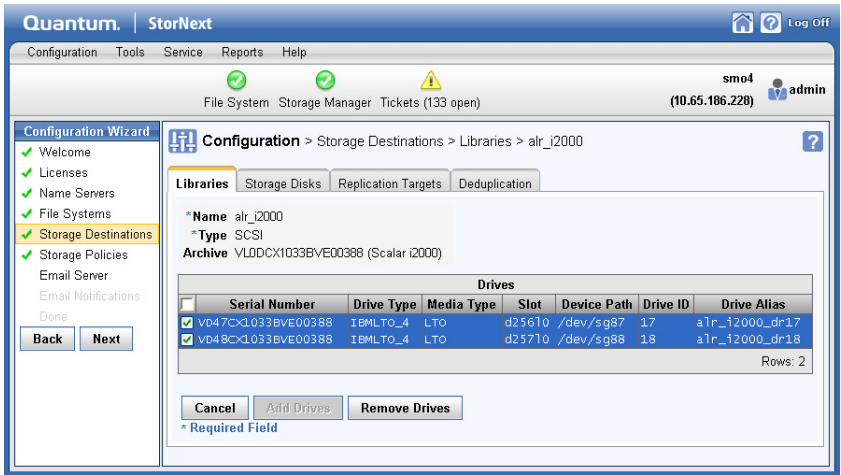 Quantum. StorNext Log Off
Configuration Tools Service Reports Help
File System Storage Manager Tickets (133 open)
smo4
(10.65.186.228)
admin
Configuration Wizard
Welcome
Licenses
Name Servers
File Systems
Storage Destinations
Storage Policies
Email Server
Email Notifications
Done
Back Next
Configuration > Storage Destinations > Libraries > alr_i2000
?
Libraries Storage Disks Replication Targets Deduplication
*Name alr_i2000
*Type SCSI
Archive VL0DCX1033BVE00388 (Scalar i2000)
Drives
Serial Number Drive Type Media Type Slot Device Path Drive ID Drive Alias
VD47CX1033BVE00388 IBMLTO_4 LTO d256l0 /dev/sg87 17 alr_i2000_dr17
VD48CX1033BVE00388 IBMLTO_4 LTO d257l0 /dev/sg88 18 alr_i2000_dr18
Rows: 2
Cancel Add Drives Remove Drives
* Required Field